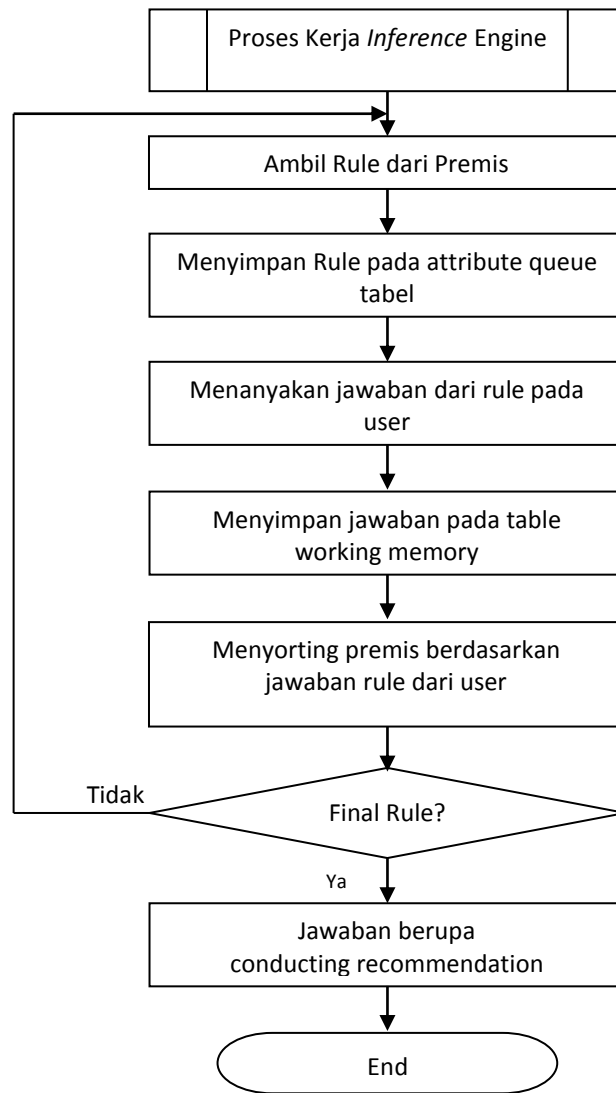 Proses Kerja Inference Engine
Ambil Rule dari Premis
Menyimpan Rule pada attribute queue
tabel
Menanyakan jawaban dari rule pada
user
Menyimpan jawaban pada table
working memory
Menyorting premis berdasarkan
jawaban rule dari user
Tidak
Final Rule?
Ya
Jawaban berupa
conducting recommendation
End